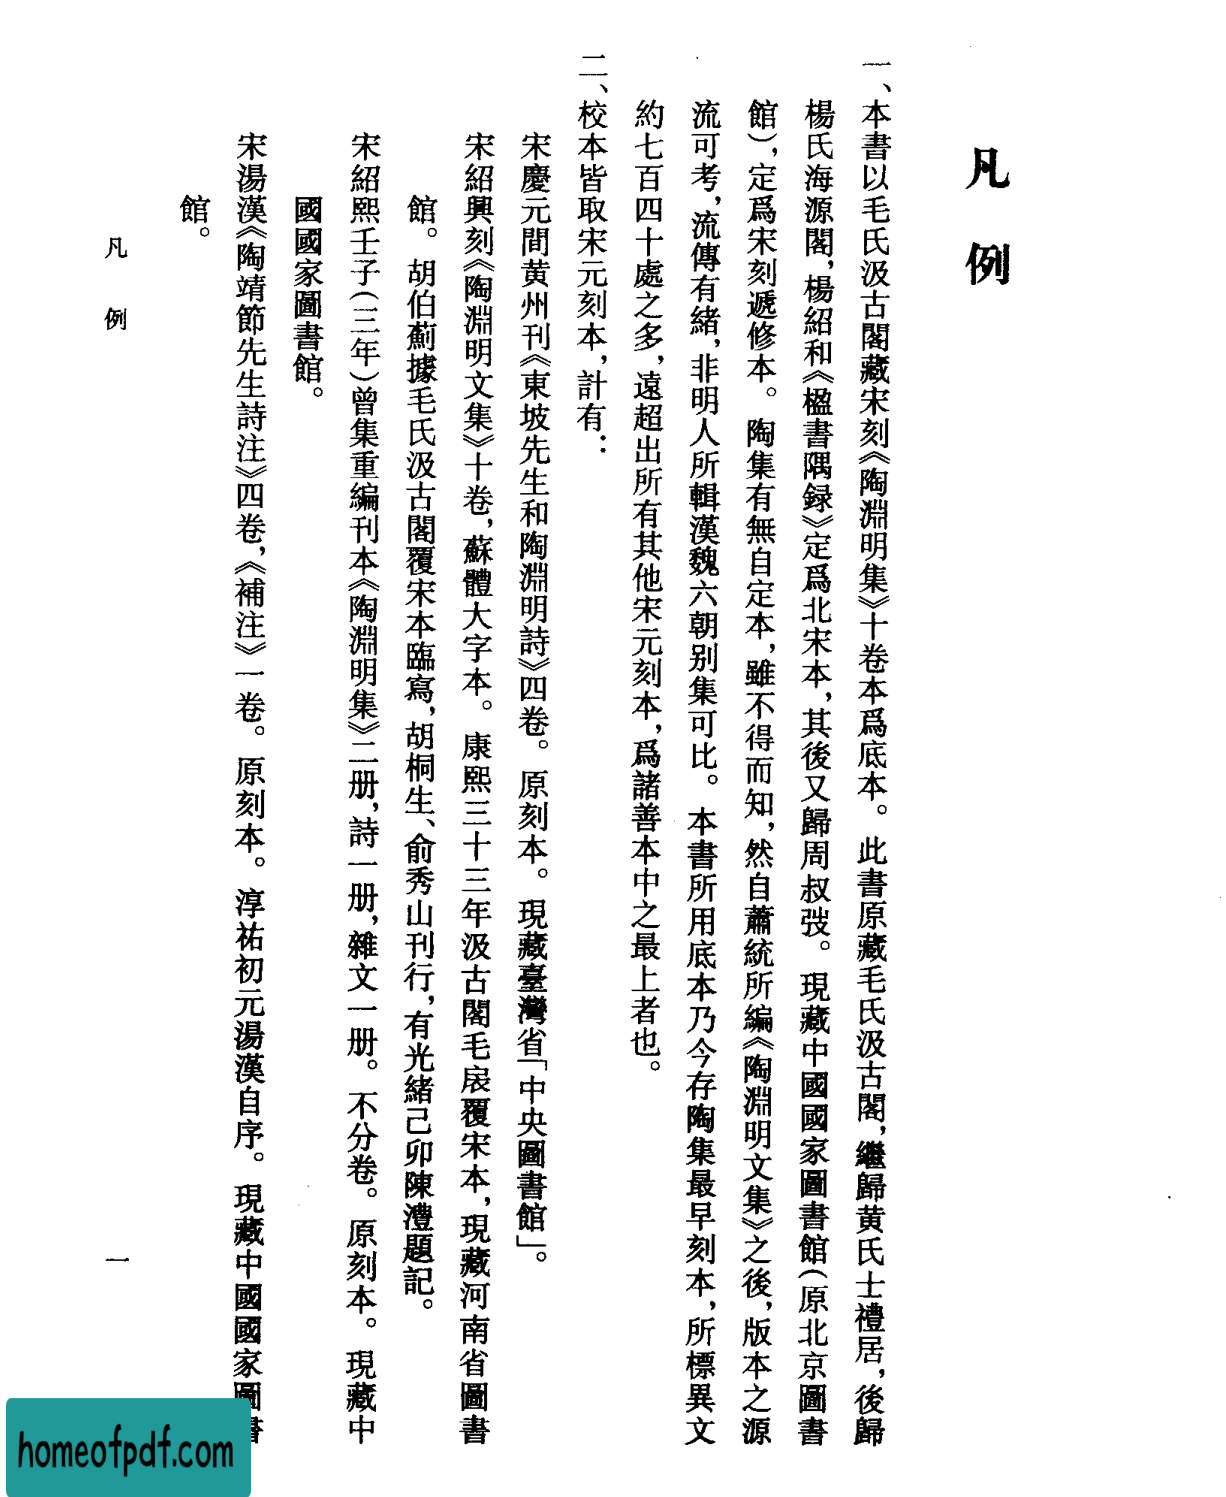 凡例
一、本書以毛氏汲古閣藏宋刻《陶淵明集》十卷本爲底本。此書原藏毛氏汲古閣，繼歸黄氏士禮居，後歸
楊氏海源閣，楊紹和《楹書隅録》定爲北宋本，其後又歸周叔弢。現藏中國國家圖書館（原北京圖書
館），定爲宋刻遞修本。陶集有無自定本，雖不得而知，然自蕭統所編《陶淵明文集》之後，版本之源
流可考，流傳有緒，非明人所輯漢魏六朝别集可比。本書所用底本乃今存陶集最早刻本，所標異文
約七百四十處之多，遠超出所有其他宋元刻本，爲諸善本中之最上者也。
二、校本皆取宋元刻本，計有：
宋慶元間黄州刊《東坡先生和陶淵明詩》四卷。原刻本。現藏臺灣省「中央圖書館」。
宋紹興刻《陶淵明文集》十卷，蘇體大字本。康熙三十三年汲古閣毛扆覆宋本，現藏河南省圖書
館。胡伯薊據毛氏汲古閣覆宋本臨寫，胡桐生、俞秀山刊行，有光緒己卯陳澧題記。
宋紹熙壬子（三年）曾集重編刊本《陶淵明集》二册，詩一册，雜文一册。不分卷。原刻本。現藏中
國國家圖書館。
宋湯漢《陶靖節先生詩注》四卷，《補注》一卷。原刻本。淳祐初元湯漢自序。現藏中國國家圖書
館。
凡例
一
homeofpdf.com